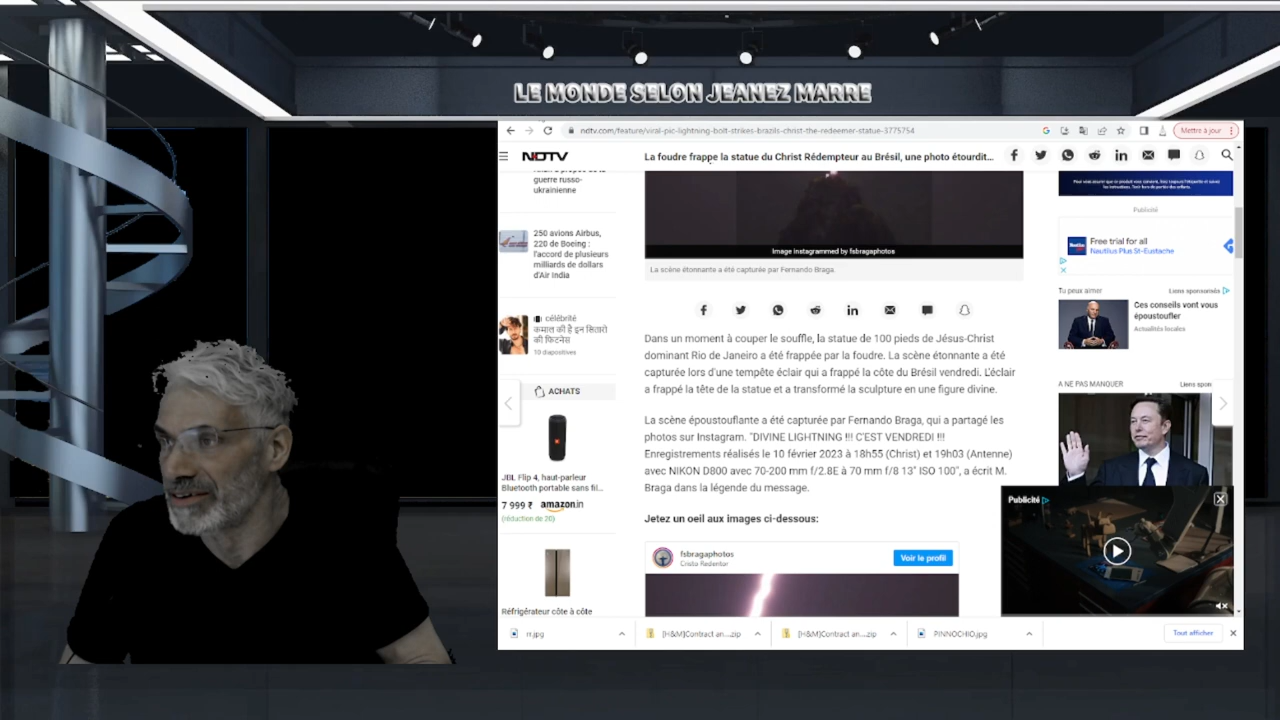 LE MONDE SELON JEANEZ MARRE
ndtv.com/feature/viral-pic-lightning-bolt-strikes-brazils-christ-the-redeemer-statue-3775754
Mettre à jour
NDTV
La foudre frappe la statue du Christ Rédempteur au Brésil, une photo étourdit...
guerre russo-
ukrainienne
250 avions Airbus,
220 de Boeing :
l'accord de plusieurs
milliards de dollars
d'Air India
célébrité
कमाल की है इन सितारों
की फिटनेस
10 diapositives
ACHATS
JBL Flip 4, haut-parleur
Bluetooth portable sans fil...
7 999 ₹ amazon.in
(réduction de 20)
Réfrigérateur côte à côte
Image instagrammed by fsbragaphotos
La scène étonnante a été capturée par Fernando Braga.
Dans un moment à couper le souffle, la statue de 100 pieds de Jésus-Christ
dominant Rio de Janeiro a été frappée par la foudre. La scène étonnante a été
capturée lors d'une tempête éclair qui a frappé la côte du Brésil vendredi. L'éclair
a frappé la tête de la statue et a transformé la sculpture en une figure divine.
La scène époustouflante a été capturée par Fernando Braga, qui a partagé les
photos sur Instagram. "DIVINE LIGHTNING !!! C'EST VENDREDI !!!
Enregistrements réalisés le 10 février 2023 à 18h55 (Christ) et 19h03 (Antenne)
avec NIKON D800 avec 70-200 mm f/2.8E à 70 mm f/8 13" ISO 100", a écrit M.
Braga dans la légende du message.
Jetez un oeil aux images ci-dessous:
fsbragaphotos
Cristo Redentor
Voir le profil
Publicité
Free trial for all
Nautilus Plus St-Eustache
Tu peux aimer
Liens sponsorisés
Ces conseils vont vous
époustoufler
Actualités locales
A NE PAS MANQUER
Liens spon
Publicité
rr.jpg
[H&M]Contract an....zip
[H&M]Contract an....zip
PINNOCHIO.jpg
Tout afficher